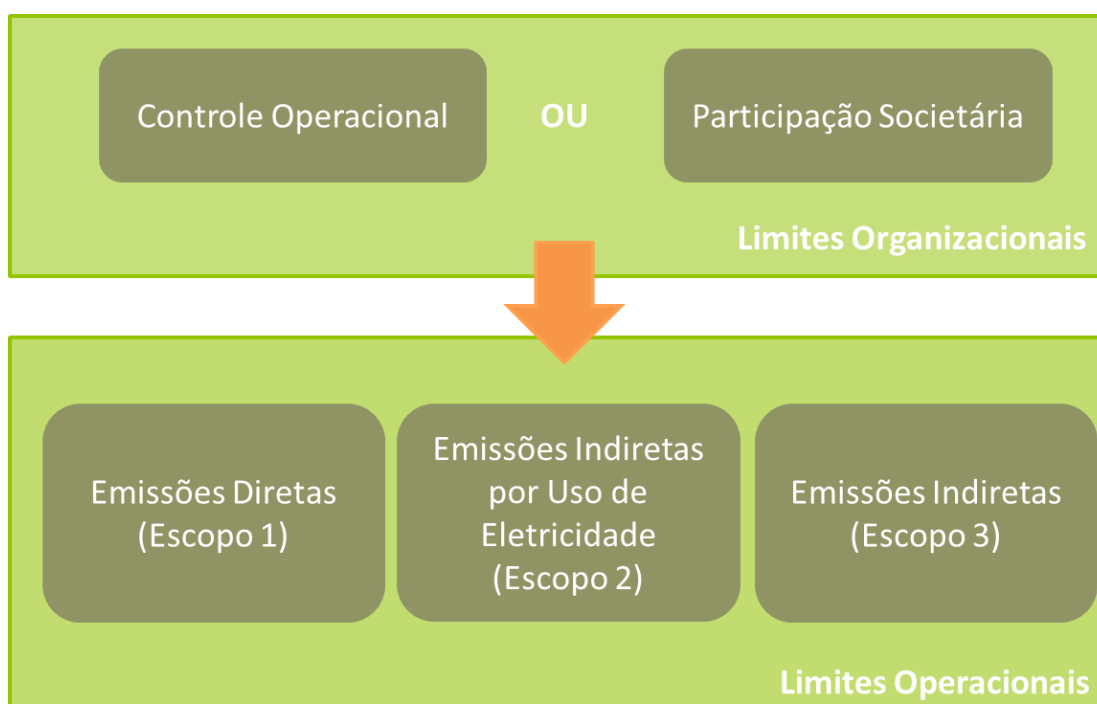 Controle Operacional
OU
Participação Societária
Limites Organizacionais
Emissões Diretas
(Escopo 1)
Emissões Indiretas
por Uso de
Eletricidade
(Escopo 2)
Emissões Indiretas
(Escopo 3)
Limites Operacionais